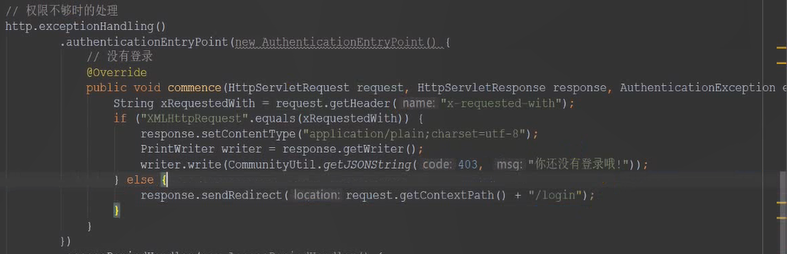 // 权限不够时的处理
http.exceptionHandling()
.authenticationEntryPoint(new AuthenticationEntryPoint() {
// 没有登录
@Override
public void commence(HttpServletRequest request, HttpServletResponse response, AuthenticationException e
String xRequestedWith = request.getHeader( name: "x-requested-with");
if ("XMLHttpRequest".equals(xRequestedWith)) {
response.setContentType("application/plain;charset=utf-8");
PrintWriter writer = response.getWriter();
writer.write(CommunityUtil.getJSONString( code: 403, msg: "你还没有登录哦!"));
} else {
response.sendRedirect( location: request.getContextPath() + "/login");
}
}
})